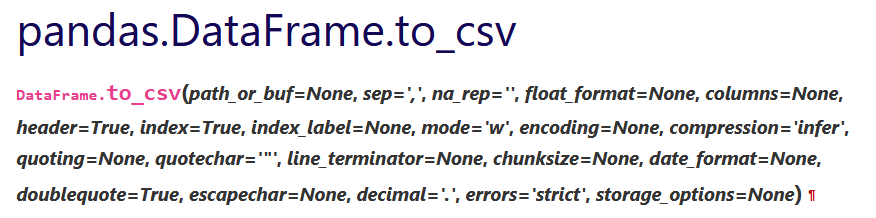 pandas.DataFrame.to_csv
DataFrame.to_csv(path_or_buf=None, sep=',', na_rep='', float_format=None, columns=None,
header=True, index=True, index_label=None, mode='w', encoding=None, compression='infer',
quoting=None, quotechar='"', line_terminator=None, chunksize=None, date_format=None,
doublequote=True, escapechar=None, decimal='.', errors='strict', storage_options=None) ¶